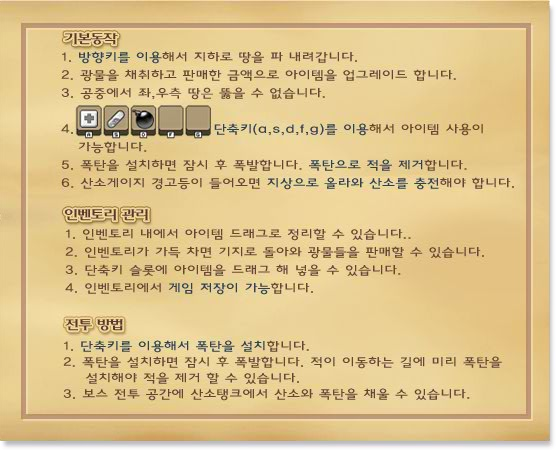 기본동작
1. 방향키를 이용해서 지하로 땅을 파 내려갑니다.
2. 광물을 채취하고 판매한 금액으로 아이템을 업그레이드 합니다.
3. 공중에서 좌,우측 땅은 뚫을 수 없습니다.
4. A S D F G 단축키(a,s,d,f,g)를 이용해서 아이템 사용이
가능합니다.
5. 폭탄을 설치하면 잠시 후 폭발합니다. 폭탄으로 적을 제거합니다.
6. 산소게이지 경고등이 들어오면 지상으로 올라와 산소를 충전해야 합니다.
인벤토리 관리
1. 인벤토리 내에서 아이템 드래그로 정리할 수 있습니다..
2. 인벤토리가 가득 차면 기지로 돌아와 광물들을 판매할 수 있습니다.
3. 단축키 슬롯에 아이템을 드래그 해 넣을 수 있습니다.
4. 인벤토리에서 게임 저장이 가능합니다.
전투 방법
1. 단축키를 이용해서 폭탄을 설치합니다.
2. 폭탄을 설치하면 잠시 후 폭발합니다. 적이 이동하는 길에 미리 폭탄을
설치해야 적을 제거 할 수 있습니다.
3. 보스 전투 공간에 산소탱크에서 산소와 폭탄을 채울 수 있습니다.